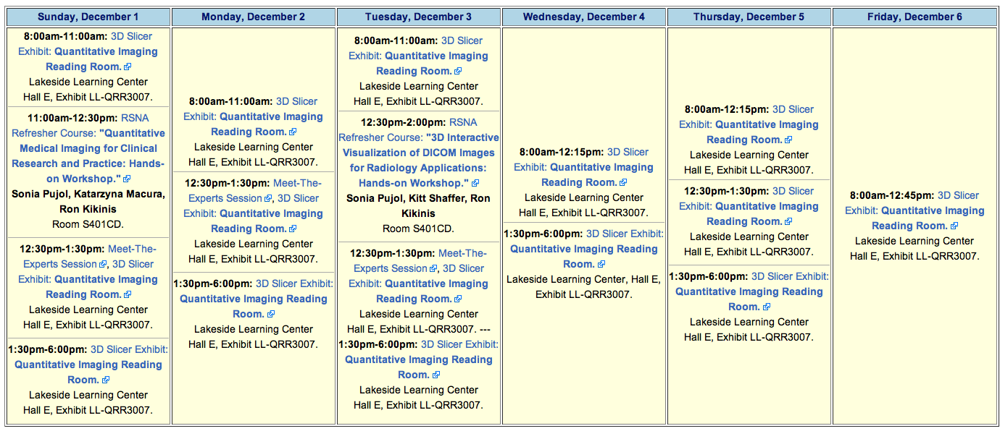 Sunday, December 1
Monday, December 2
Tuesday, December 3
Wednesday, December 4
Thursday, December 5
Friday, December 6
8:00am-11:00am: 3D Slicer
Exhibit: Quantitative Imaging
Reading Room.
Lakeside Learning Center
Hall E, Exhibit LL-QRR3007.
11:00am-12:30pm: RSNA
Refresher Course: "Quantitative
Medical Imaging for Clinical
Research and Practice: Hands-
on Workshop."
Sonia Pujol, Katarzyna Macura,
Ron Kikinis
Room S401CD.
12:30pm-1:30pm: Meet-The-
Experts Session, 3D Slicer
Exhibit: Quantitative Imaging
Reading Room.
Lakeside Learning Center
Hall E, Exhibit LL-QRR3007.
1:30pm-6:00pm: 3D Slicer Exhibit:
Quantitative Imaging Reading
Room.
Lakeside Learning Center
Hall E, Exhibit LL-QRR3007.
8:00am-11:00am: 3D Slicer
Exhibit: Quantitative Imaging
Reading Room.
Lakeside Learning Center
Hall E, Exhibit LL-QRR3007.
12:30pm-1:30pm: Meet-The-
Experts Session, 3D Slicer
Exhibit: Quantitative Imaging
Reading Room.
Lakeside Learning Center
Hall E, Exhibit LL-QRR3007.
1:30pm-6:00pm: 3D Slicer Exhibit:
Quantitative Imaging Reading
Room.
Lakeside Learning Center
Hall E, Exhibit LL-QRR3007.
8:00am-11:00am: 3D Slicer
Exhibit: Quantitative Imaging
Reading Room.
Lakeside Learning Center
Hall E, Exhibit LL-QRR3007.
12:30pm-2:00pm: RSNA
Refresher Course: "3D Interactive
Visualization of DICOM Images
for Radiology Applications:
Hands-on Workshop."
Sonia Pujol, Kitt Shaffer, Ron
Kikinis
Room S401CD.
12:30pm-1:30pm: Meet-The-
Experts Session, 3D Slicer
Exhibit: Quantitative Imaging
Reading Room.
Lakeside Learning Center
Hall E, Exhibit LL-QRR3007. ---
1:30pm-6:00pm: 3D Slicer Exhibit:
Quantitative Imaging Reading
Room.
Lakeside Learning Center
Hall E, Exhibit LL-QRR3007.
8:00am-12:15pm: 3D Slicer
Exhibit: Quantitative Imaging
Reading Room.
Lakeside Learning Center
Hall E, Exhibit LL-QRR3007.
1:30pm-6:00pm: 3D Slicer Exhibit:
Quantitative Imaging Reading
Room.
Lakeside Learning Center, Hall E,
Exhibit LL-QRR3007.
8:00am-12:15pm: 3D Slicer
Exhibit: Quantitative Imaging
Reading Room.
Lakeside Learning Center
Hall E, Exhibit LL-QRR3007.
12:30pm-1:30pm: 3D Slicer
Exhibit: Quantitative Imaging
Reading Room.
Lakeside Learning Center
Hall E, Exhibit LL-QRR3007.
1:30pm-6:00pm: 3D Slicer Exhibit:
Quantitative Imaging Reading
Room.
Lakeside Learning Center
Hall E, Exhibit LL-QRR3007.
8:00am-12:45pm: 3D Slicer
Exhibit: Quantitative Imaging
Reading Room.
Lakeside Learning Center
Hall E, Exhibit LL-QRR3007.